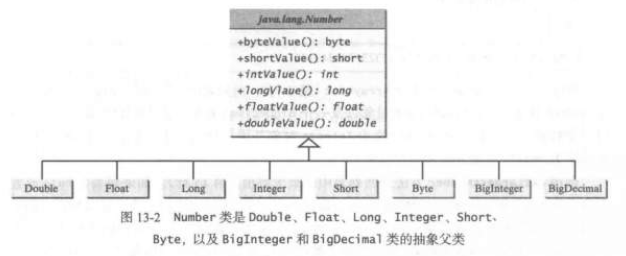 java.lang.Number
+byteValue(): byte
+shortValue(): short
+intValue(): int
+longVlaue(): long
+floatValue(): float
+doubleValue(): double
Double Float Long Integer Short Byte BigInteger BigDecimal
图 13-2 Number 类是 Double、Float、Long、Integer、Short、
Byte, 以及 BigInteger 和 BigDecimal 类的抽象父类